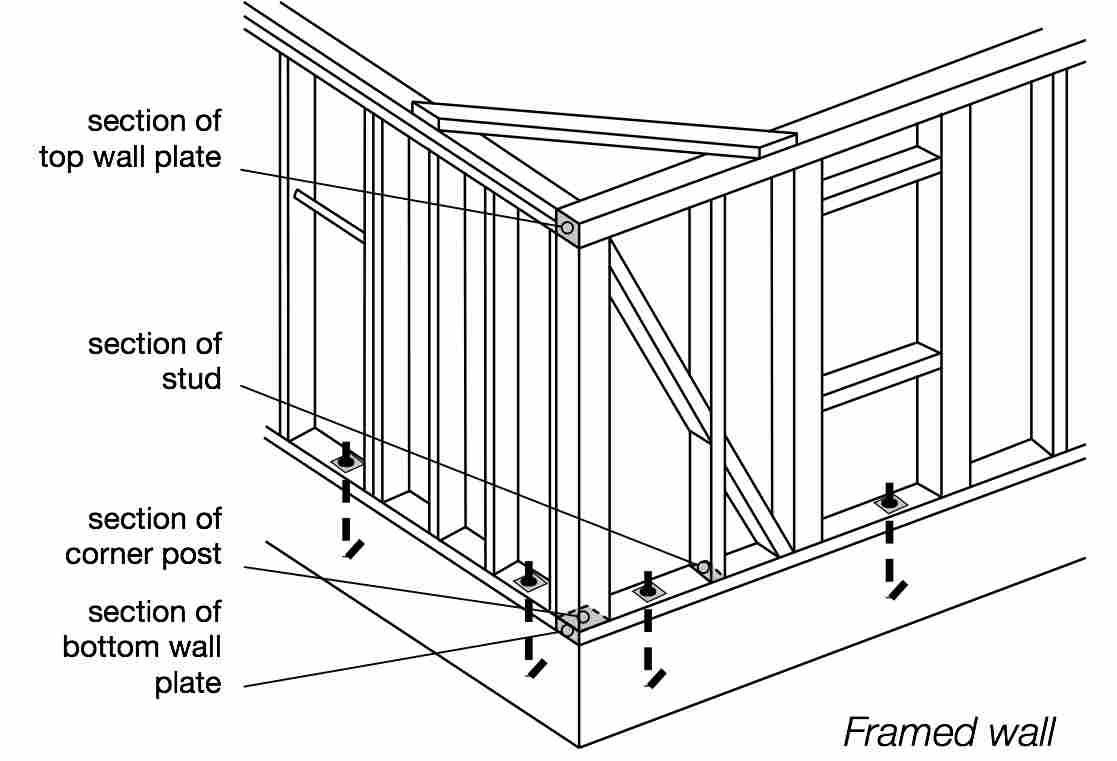 section of
top wall plate
section of
stud
section of
corner post
section of
bottom wall
plate
Framed wall